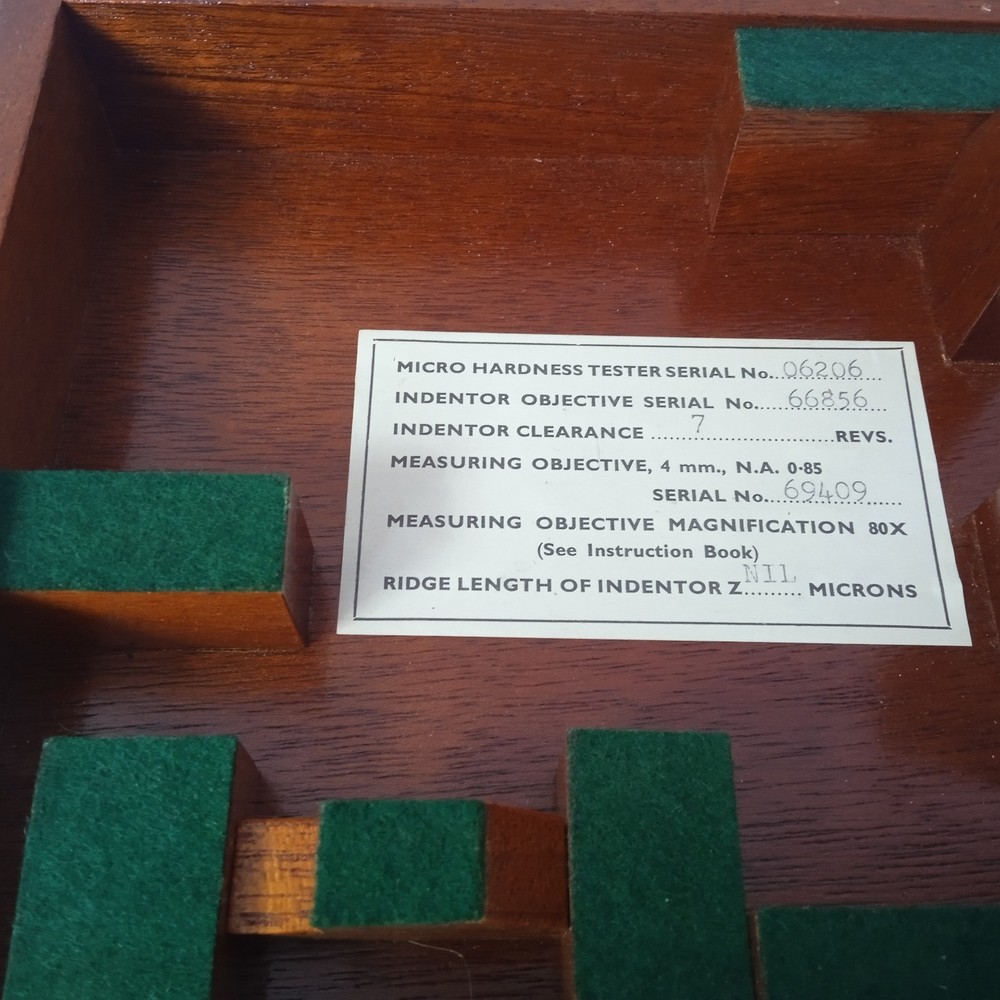 MICRO HARDNESS TESTER SERIAL No. 06206
INDENTOR OBJECTIVE SERIAL No. 66856
INDENTOR CLEARANCE 7 REVS.
MEASURING OBJECTIVE, 4 mm., N.A. 0·85
SERIAL No. 69409
MEASURING OBJECTIVE MAGNIFICATION 80X
(See Instruction Book)
RIDGE LENGTH OF INDENTOR Z NIL MICRONS